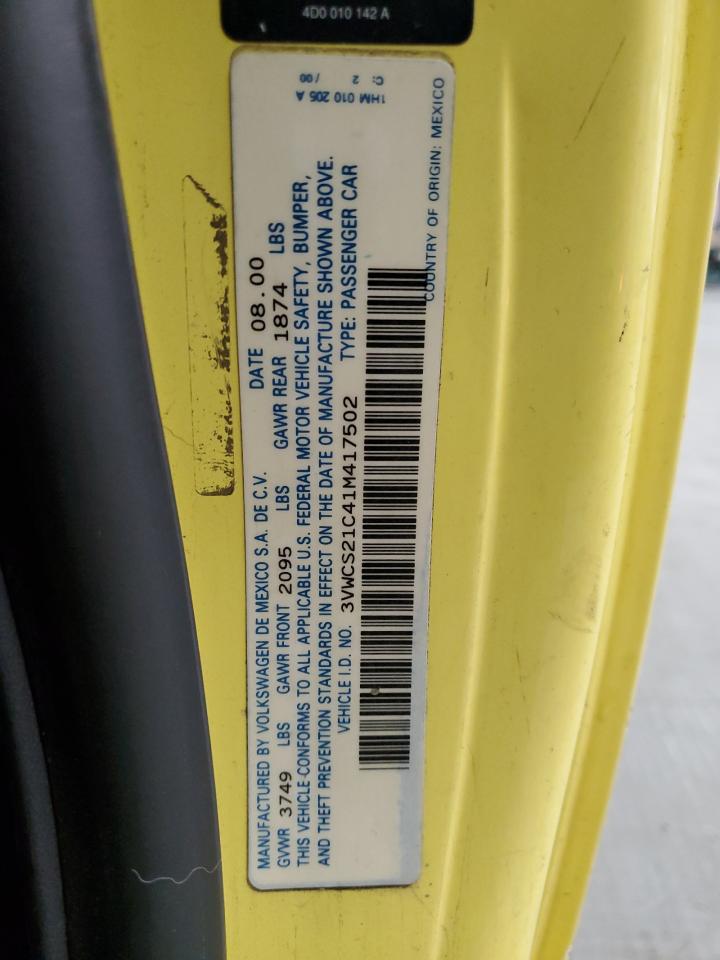 4D0 010 142 A
MANUFACTURED BY VOLKSWAGEN DE MEXICO S.A. DE C.V. DATE 08.00
GVWR 3749 LBS GAWR FRONT 2095 LBS GAWR REAR 1874 LBS
THIS VEHICLE CONFORMS TO ALL APPLICABLE U.S. FEDERAL MOTOR VEHICLE SAFETY, BUMPER,
AND THEFT PREVENTION STANDARDS IN EFFECT ON THE DATE OF MANUFACTURE SHOWN ABOVE.
VEHICLE I.D. NO. 3VWCS21C41M417502 TYPE: PASSENGER CAR
COUNTRY OF ORIGIN: MEXICO
1HM 010 205 A
C: 2 /00